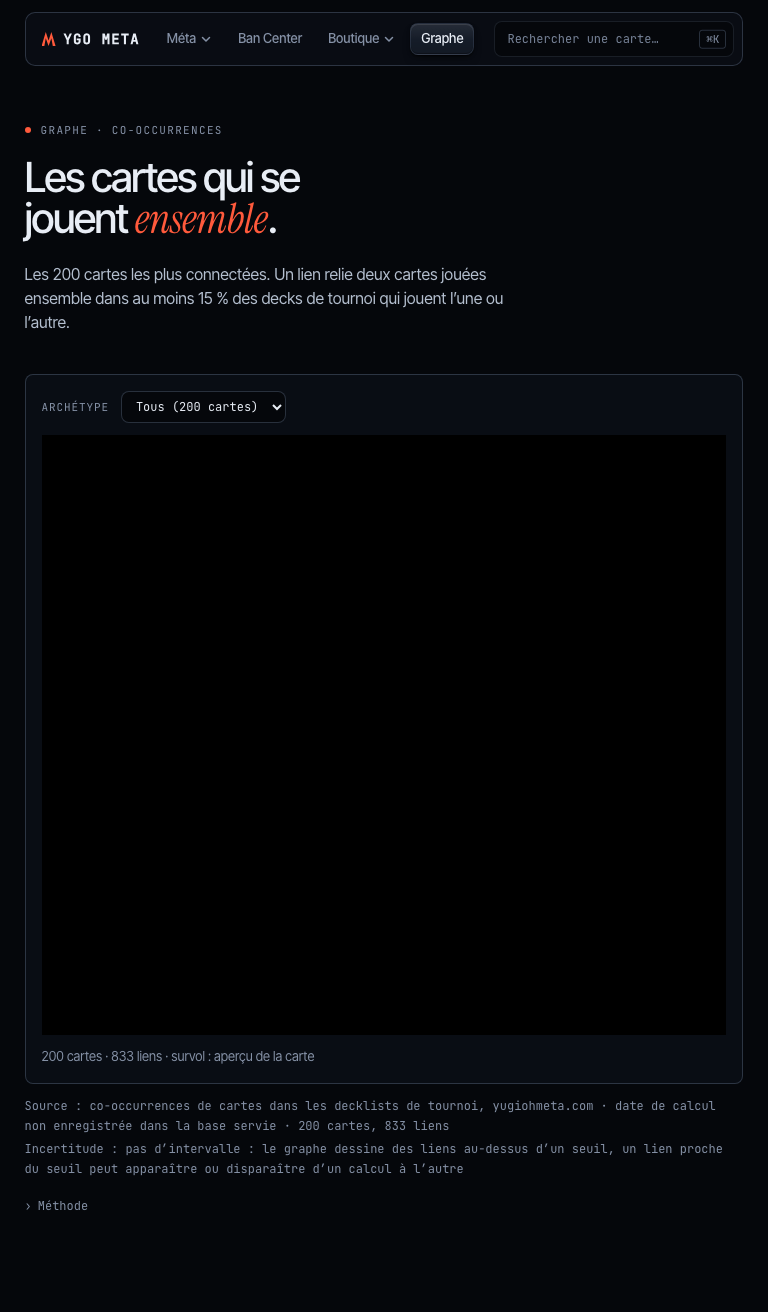 YGO META Méta Ban Center Boutique Graphe Rechercher une carte… ⌘K
GRAPHE · CO-OCCURRENCES
Les cartes qui se
jouent ensemble.
Les 200 cartes les plus connectées. Un lien relie deux cartes jouées
ensemble dans au moins 15 % des decks de tournoi qui jouent l’une ou
l’autre.
ARCHÉTYPE Tous (200 cartes)
200 cartes · 833 liens · survol : aperçu de la carte
Source : co-occurrences de cartes dans les decklists de tournoi, yugiohmeta.com · date de calcul
non enregistrée dans la base servie · 200 cartes, 833 liens
Incertitude : pas d’intervalle : le graphe dessine des liens au-dessus d’un seuil, un lien proche
du seuil peut apparaître ou disparaître d’un calcul à l’autre
› Méthode